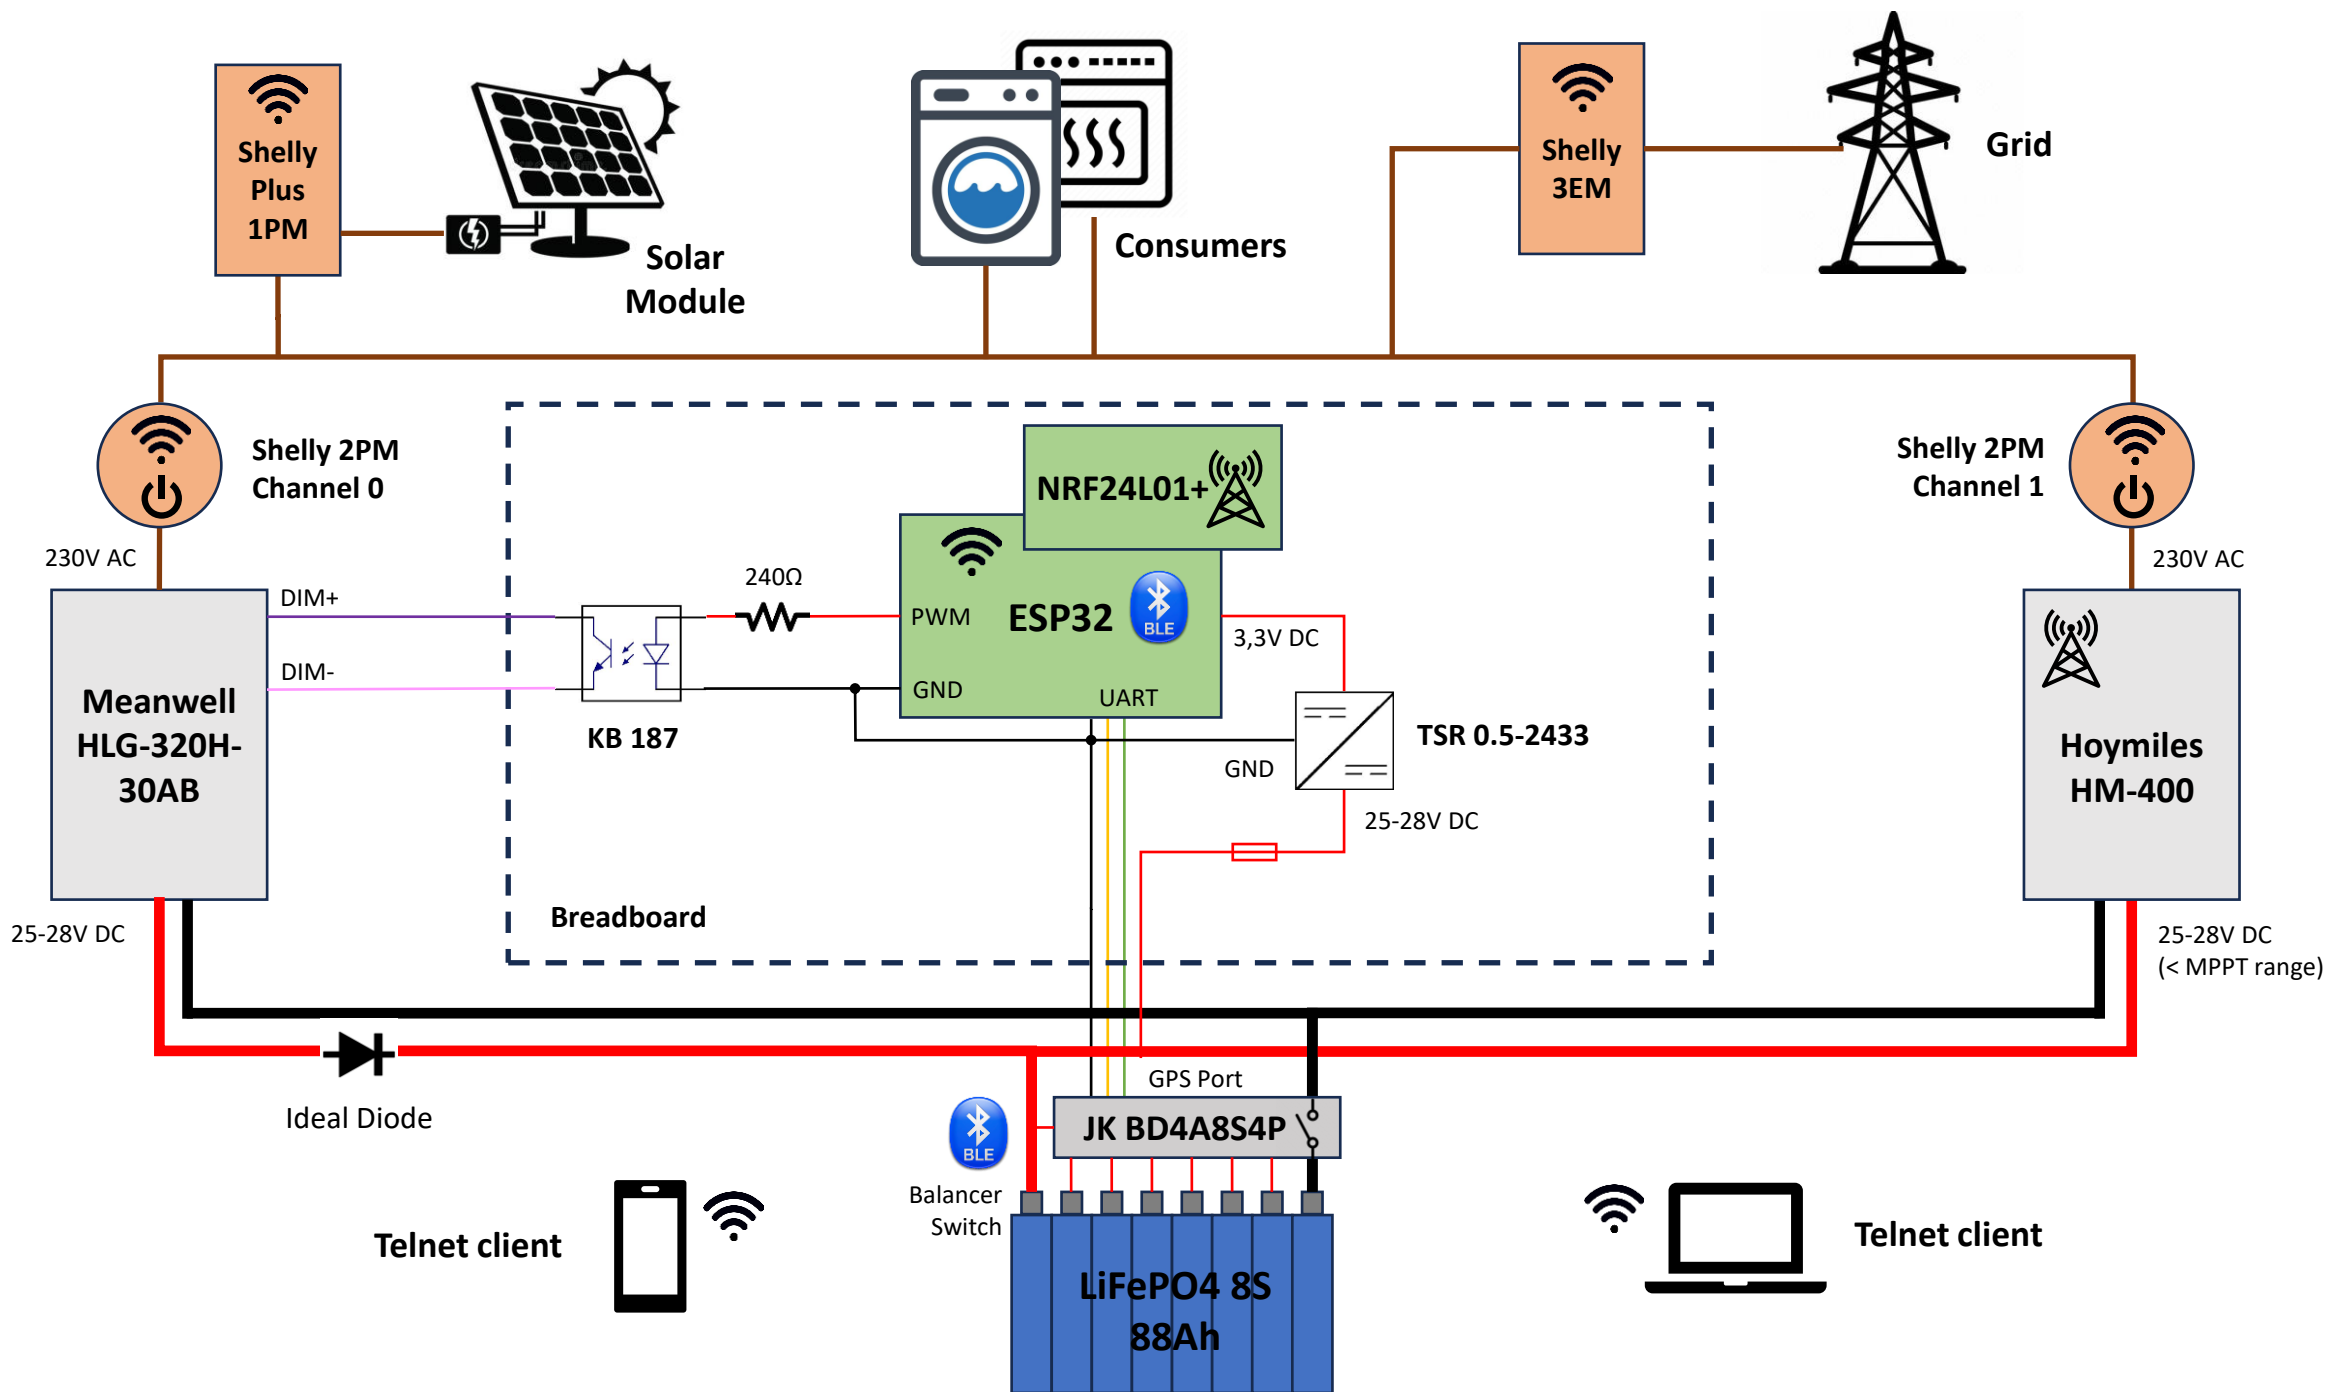 Shelly
Plus
1PM
Solar
Module
Consumers
Shelly
3EM
Grid
Shelly 2PM
Channel 0
Shelly 2PM
Channel 1
230V AC
230V AC
NRF24L01+
ESP32
BLE
PWM
GND
UART
240Ω
3,3V DC
DIM+
DIM-
KB 187
Meanwell
HLG-320H-
30AB
TSR 0.5-2433
GND
25-28V DC
Hoymiles
HM-400
Breadboard
25-28V DC
25-28V DC
(< MPPT range)
Ideal Diode
GPS Port
JK BD4A8S4P
BLE
Balancer
Switch
Telnet client
Telnet client
LiFePO4 8S
88Ah